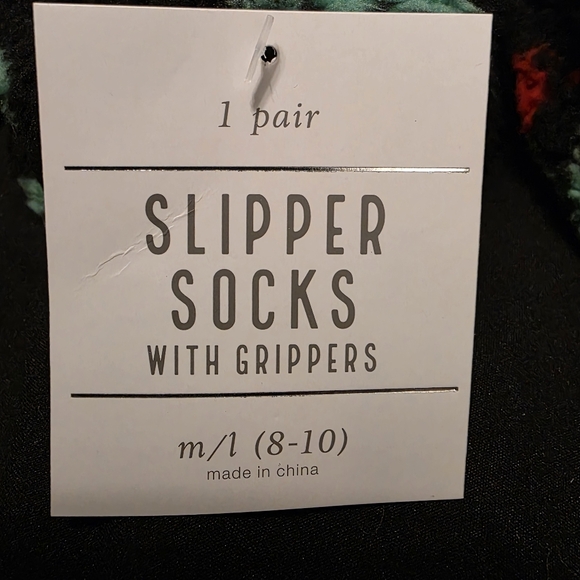 1 pair
SLIPPER
SOCKS
WITH GRIPPERS
m/l (8-10)
made in china